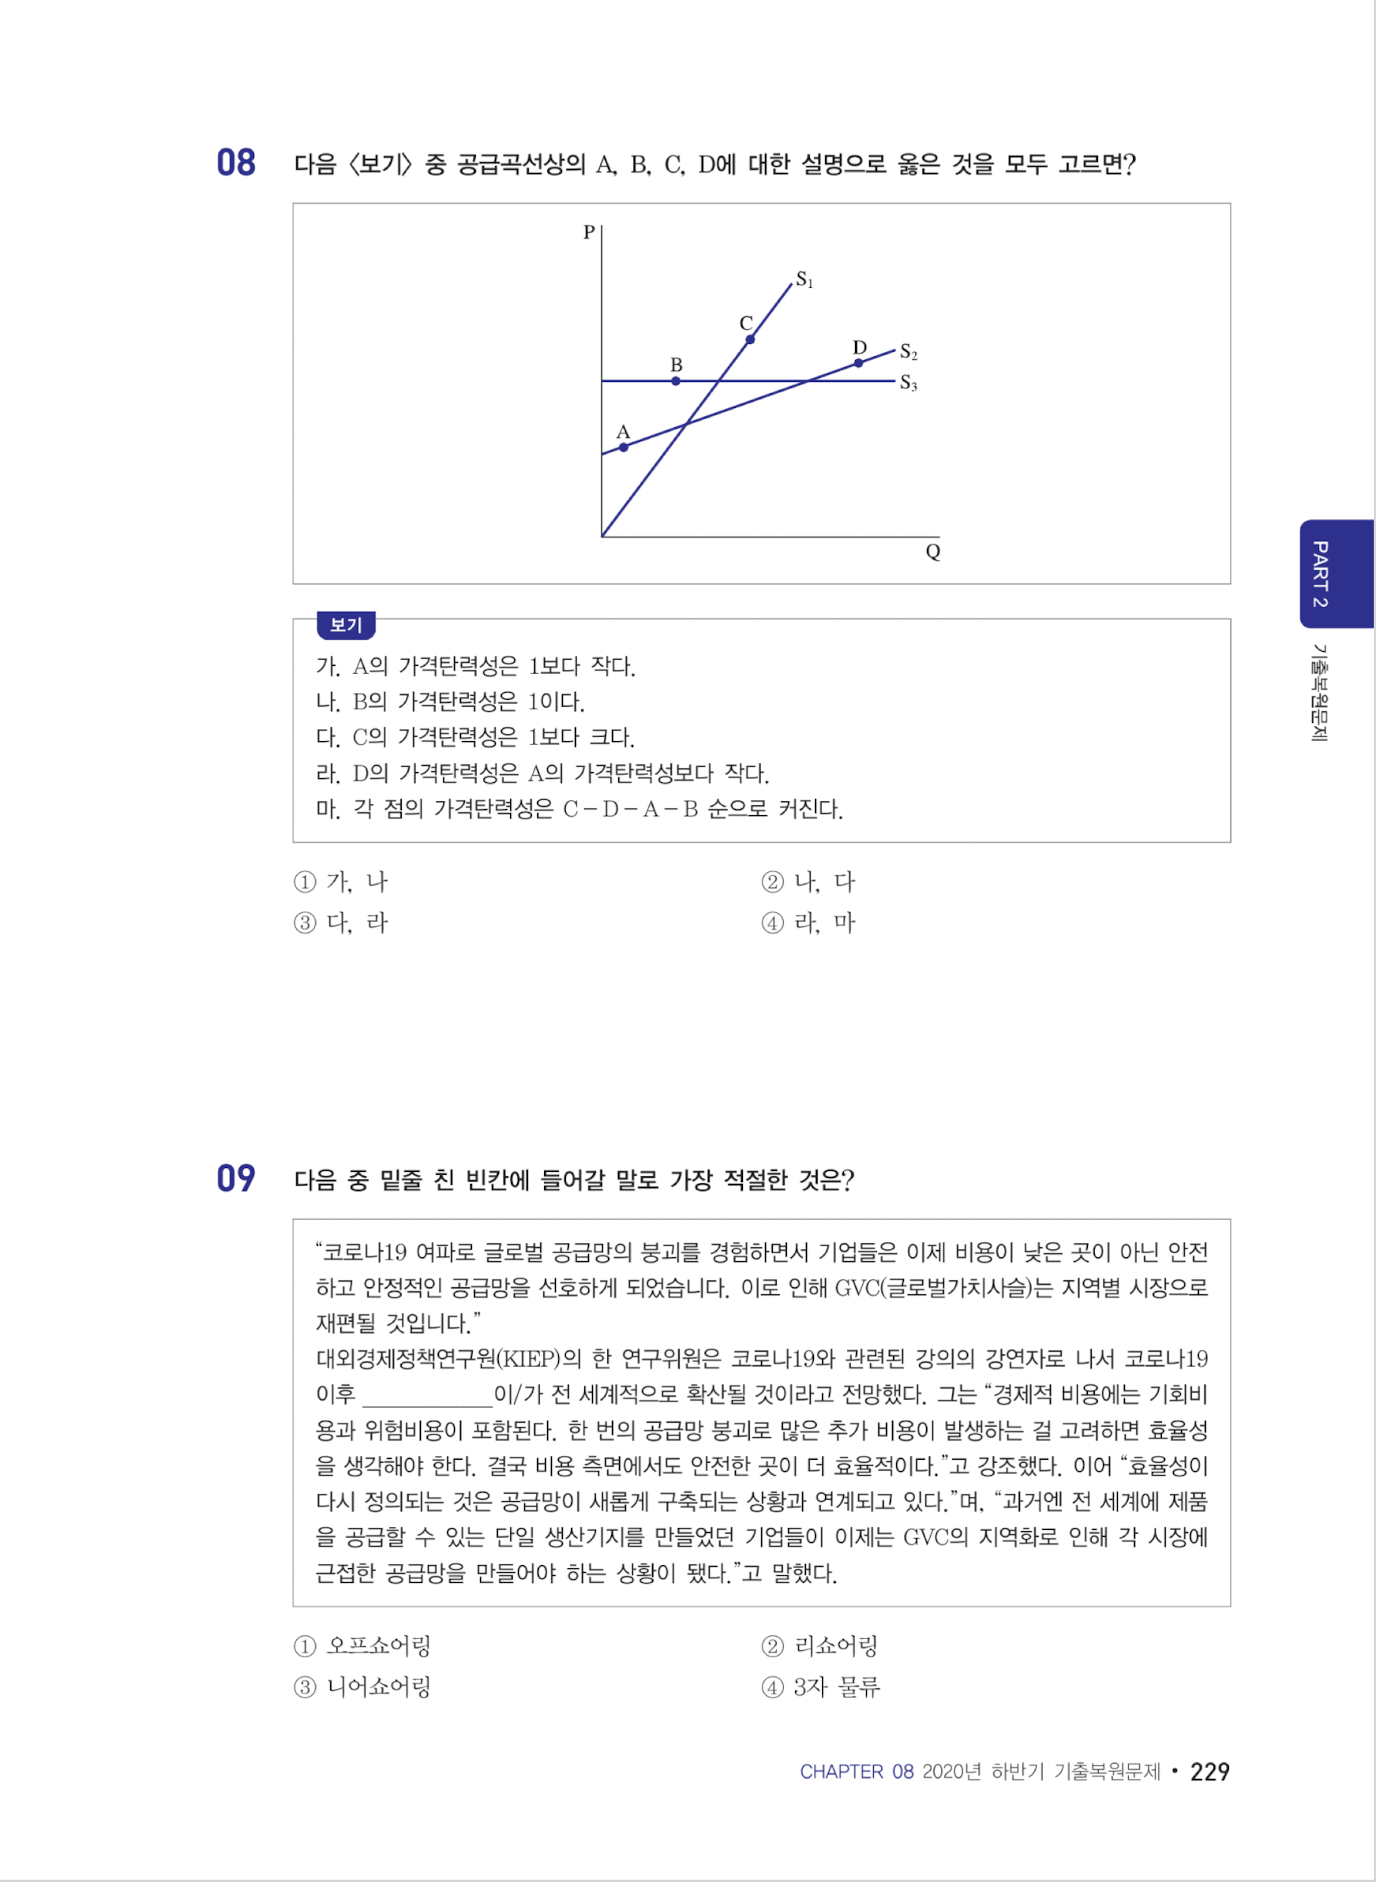 08 다음 〈보기〉 중 공급곡선상의 A, B, C, D에 대한 설명으로 옳은 것을 모두 고르면?
P
S₁
C
D
S₂
B
S₃
A
Q
보기
가. A의 가격탄력성은 1보다 작다.
나. B의 가격탄력성은 1이다.
다. C의 가격탄력성은 1보다 크다.
라. D의 가격탄력성은 A의 가격탄력성보다 작다.
마. 각 점의 가격탄력성은 C－D－A－B 순으로 커진다.
① 가, 나
② 나, 다
③ 다, 라
④ 라, 마
PART 2
기출복원문제
09 다음 중 밑줄 친 빈칸에 들어갈 말로 가장 적절한 것은?
“코로나19 여파로 글로벌 공급망의 붕괴를 경험하면서 기업들은 이제 비용이 낮은 곳이 아닌 안전
하고 안정적인 공급망을 선호하게 되었습니다. 이로 인해 GVC(글로벌가치사슬)는 지역별 시장으로
재편될 것입니다.”
대외경제정책연구원(KIEP)의 한 연구위원은 코로나19와 관련된 강의의 강연자로 나서 코로나19
이후 ____________이/가 전 세계적으로 확산될 것이라고 전망했다. 그는 “경제적 비용에는 기회비
용과 위험비용이 포함된다. 한 번의 공급망 붕괴로 많은 추가 비용이 발생하는 걸 고려하면 효율성
을 생각해야 한다. 결국 비용 측면에서도 안전한 곳이 더 효율적이다.”고 강조했다. 이어 “효율성이
다시 정의되는 것은 공급망이 새롭게 구축되는 상황과 연계되고 있다.”며, “과거엔 전 세계에 제품
을 공급할 수 있는 단일 생산기지를 만들었던 기업들이 이제는 GVC의 지역화로 인해 각 시장에
근접한 공급망을 만들어야 하는 상황이 됐다.”고 말했다.
① 오프쇼어링
② 리쇼어링
③ 니어쇼어링
④ 3자 물류
CHAPTER 08 2020년 하반기 기출복원문제 • 229